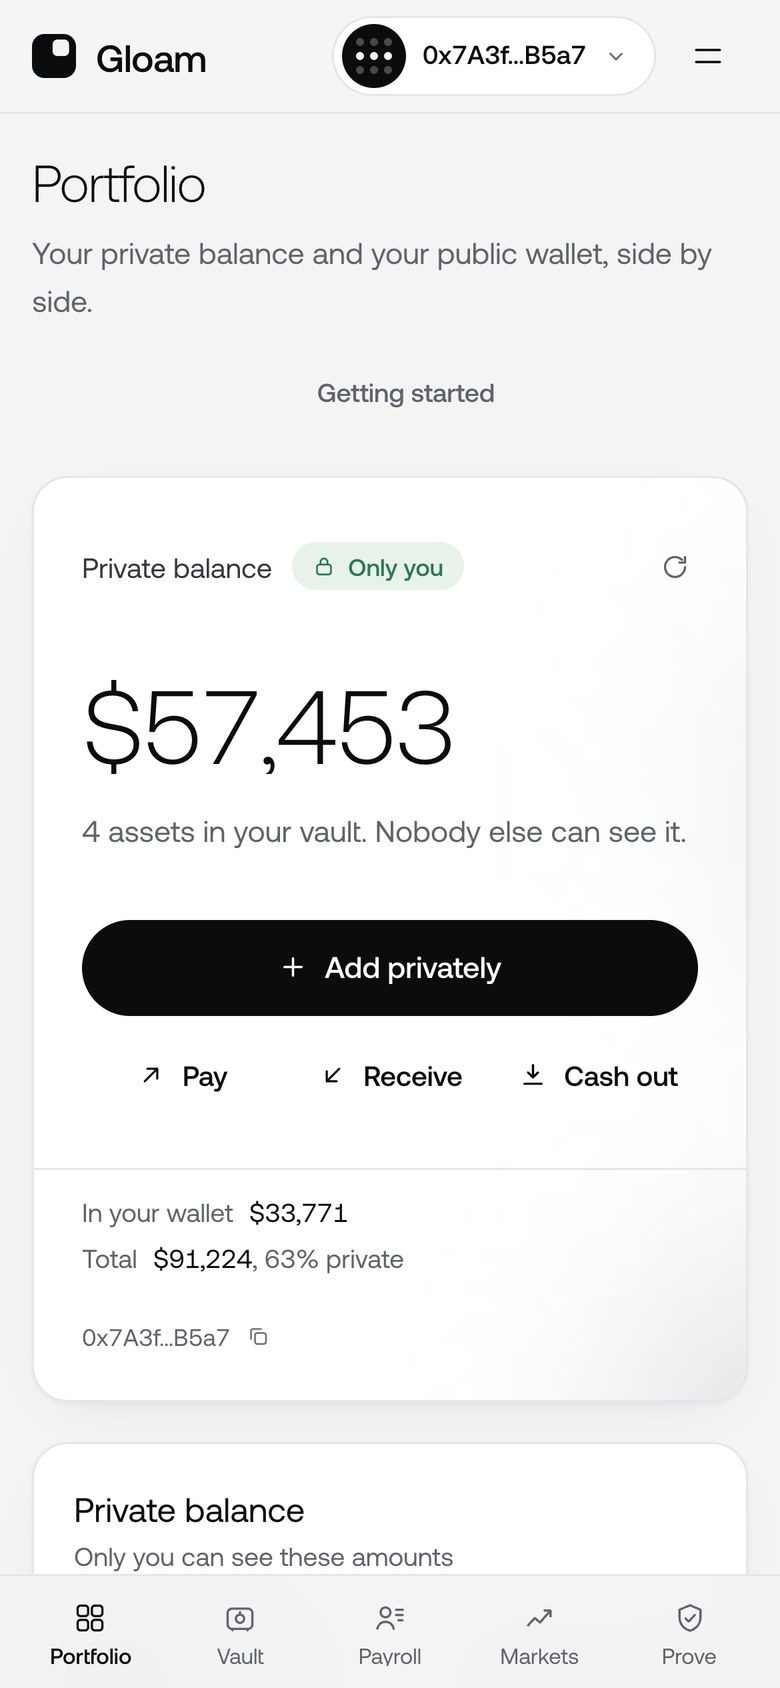 Gloam
0x7A3f...B5a7
Portfolio
Your private balance and your public wallet, side by
side.
Getting started
Private balance
Only you
$57,453
4 assets in your vault. Nobody else can see it.
Add privately
Pay
Receive
Cash out
In your wallet $33,771
Total $91,224, 63% private
0x7A3f...B5a7
Private balance
Only you can see these amounts
Portfolio
Vault
Payroll
Markets
Prove